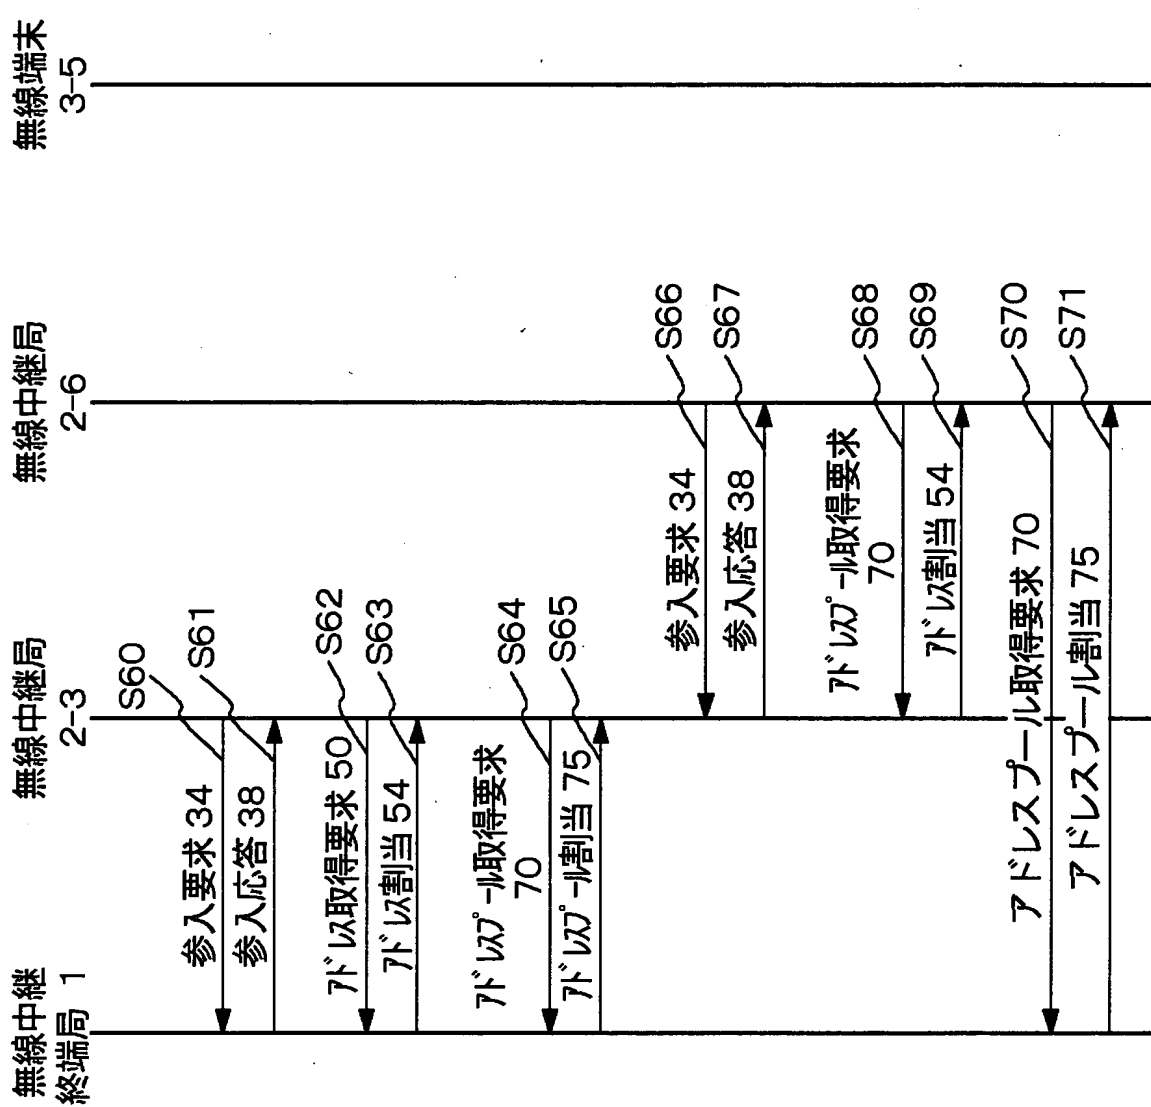 無線中継
終端局 1
無線中継局
2-3
無線中継局
2-6
無線端末
3-5
S60
参入要求 34
S61
参入応答 38
S62
アドレス取得要求 50
S63
アドレス割当 54
S64
アドレスプール取得要求
70
S65
アドレスプール割当 75
S66
参入要求 34
S67
参入応答 38
S68
アドレスプール取得要求
70
S69
アドレス割当 54
S70
アドレスプール取得要求 70
S71
アドレスプール割当 75